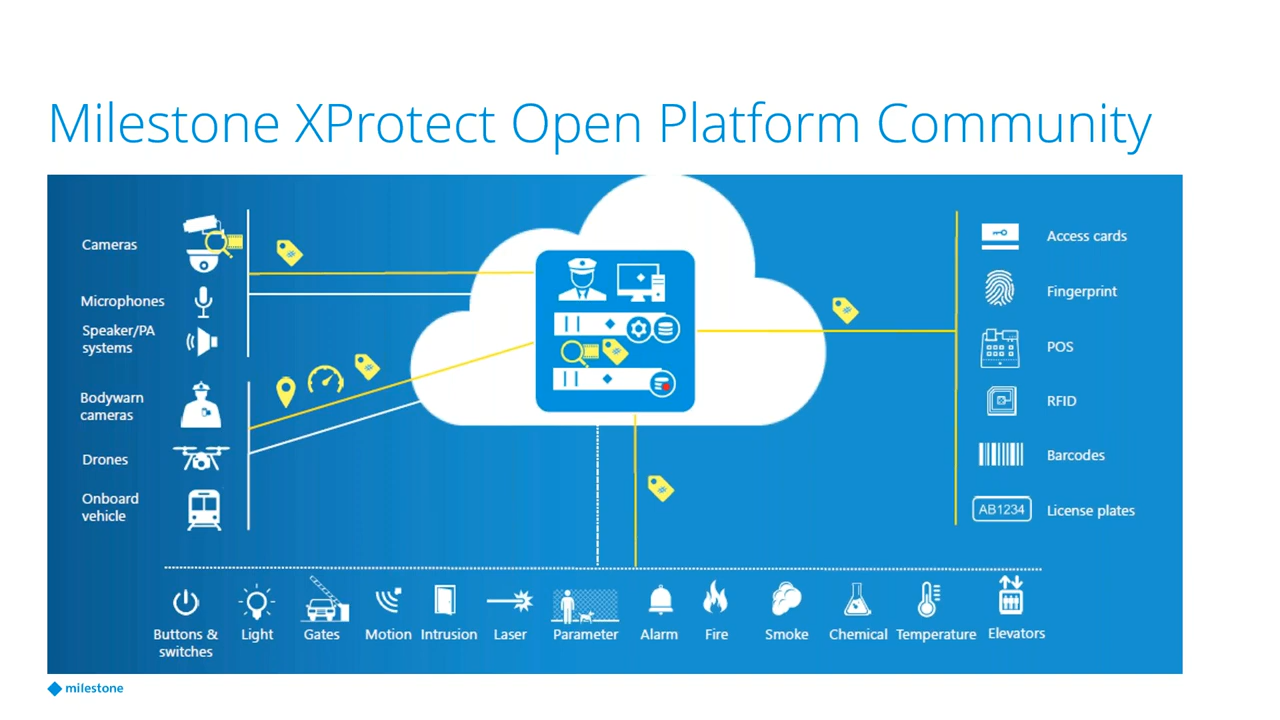 Milestone XProtect Open Platform Community
Cameras
Microphones
Speaker/PA
systems
Bodywarn
cameras
Drones
Onboard
vehicle
Access cards
Fingerprint
POS
RFID
Barcodes
AB1234
License plates
#
#
#
#
#
Buttons &
switches
Light
Gates
Motion
Intrusion
Laser
Parameter
Alarm
Fire
Smoke
Chemical
Temperature
Elevators
milestone